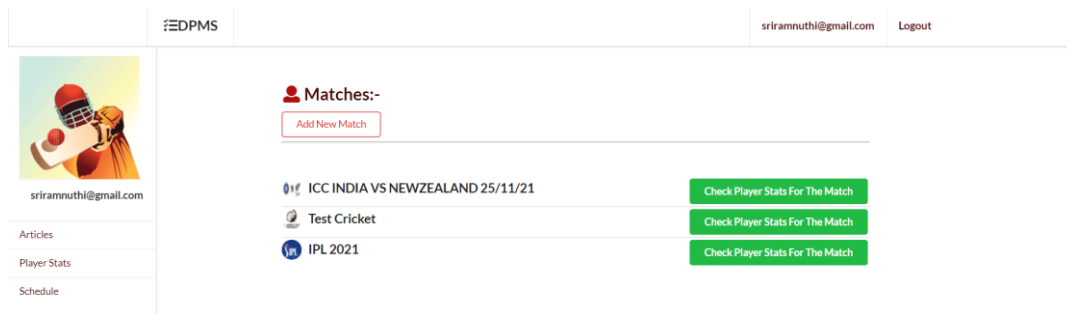 DPMS
sriramnuthi@gmail.com Logout
sriramnuthi@gmail.com
Articles
Player Stats
Schedule
Matches:-
Add New Match
ICC INDIA VS NEWZEALAND 25/11/21 Check Player Stats For The Match
Test Cricket Check Player Stats For The Match
IPL 2021 Check Player Stats For The Match